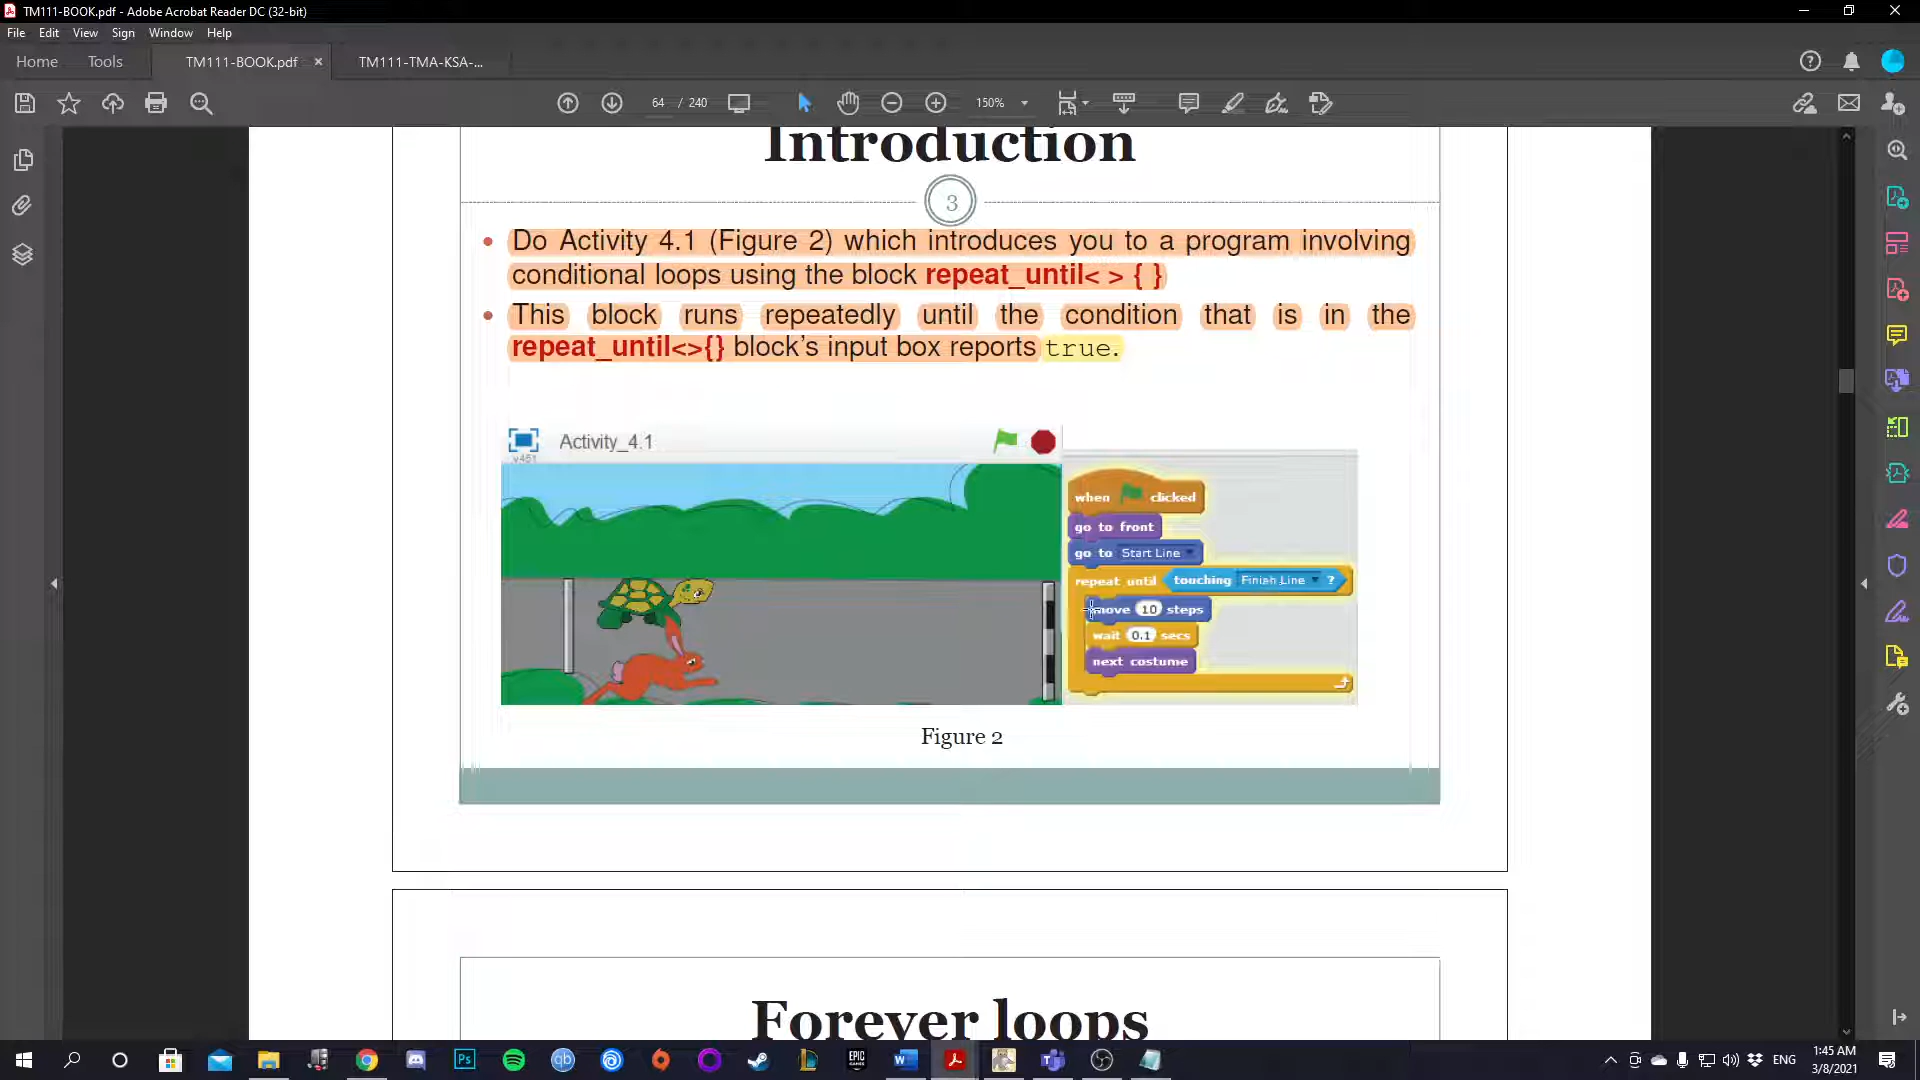 TM111-BOOK.pdf - Adobe Acrobat Reader DC (32-bit)
File Edit View Sign Window Help
Home Tools TM111-BOOK.pdf TM111-TMA-KSA-...
64 / 240 150%
Introduction
3
• Do Activity 4.1 (Figure 2) which introduces you to a program involving
conditional loops using the block repeat_until< > { }
• This block runs repeatedly until the condition that is in the
repeat_until<>{} block's input box reports true.
Activity_4.1
v451
when clicked
go to front
go to Start Line
repeat until touching Finish Line ?
move 10 steps
wait 0.1 secs
next costume
Figure 2
Forever loops
Ps qb EPIC GAMES W ENG 1:45 AM
3/8/2021